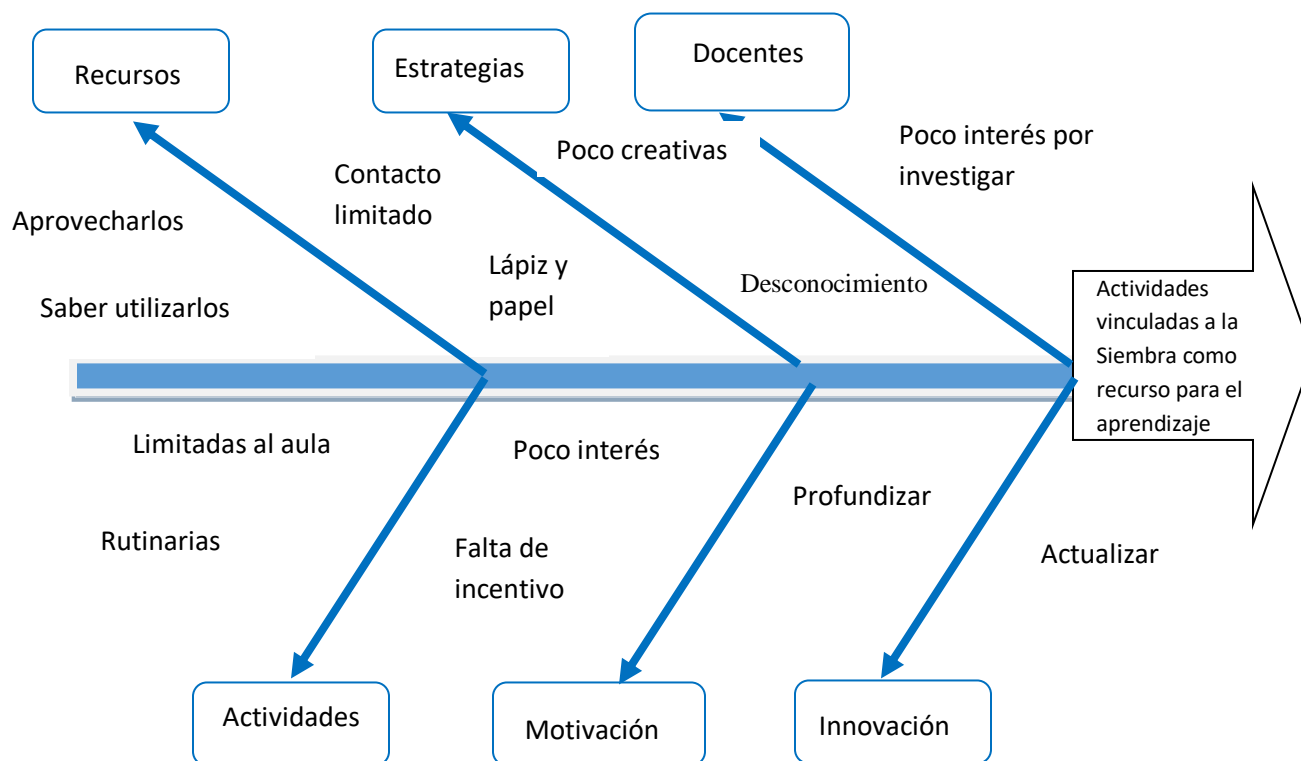 Recursos
Estrategias
Docentes
Poco creativas
Poco interés por
investigar
Contacto
limitado
Aprovecharlos
Lápiz y
papel
Desconocimiento
Saber utilizarlos
Actividades
vinculadas a la
Siembra como
recurso para el
aprendizaje
Limitadas al aula
Poco interés
Profundizar
Rutinarias
Falta de
incentivo
Actualizar
Actividades
Motivación
Innovación